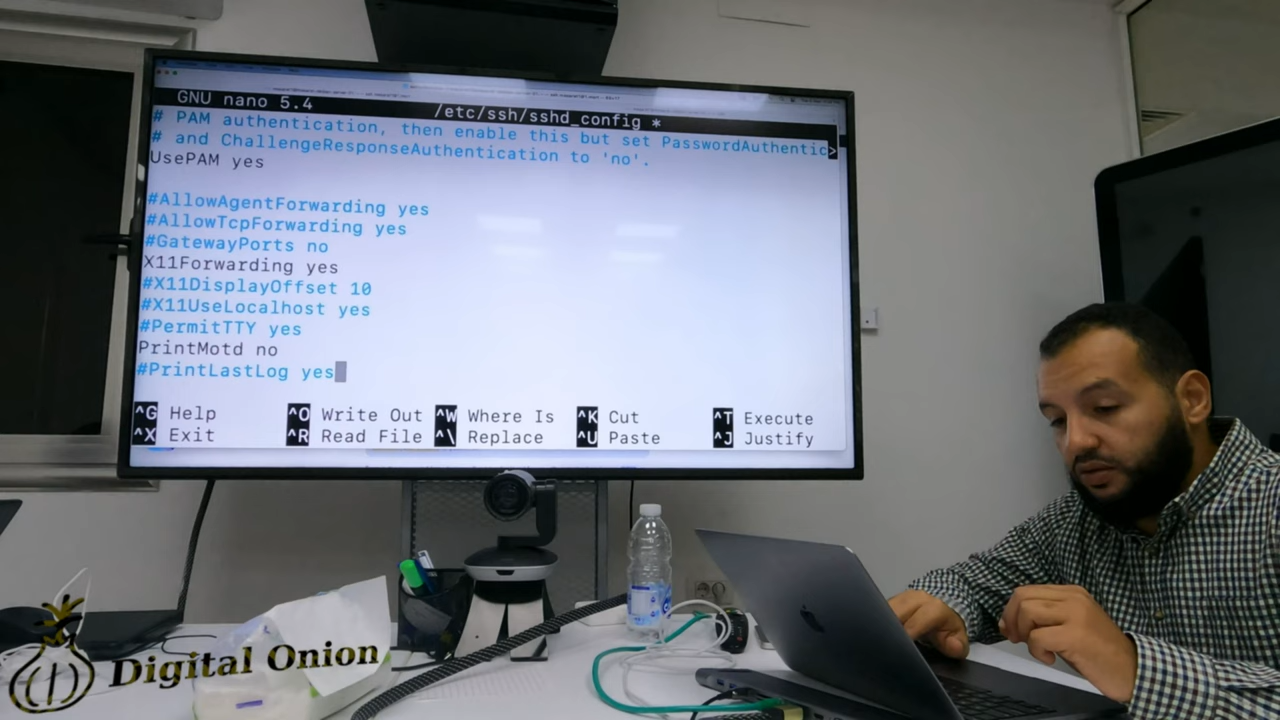 GNU nano 5.4 /etc/ssh/sshd_config *
# PAM authentication, then enable this but set PasswordAuthentic>
# and ChallengeResponseAuthentication to 'no'.
UsePAM yes
#AllowAgentForwarding yes
#AllowTcpForwarding yes
#GatewayPorts no
X11Forwarding yes
#X11DisplayOffset 10
#X11UseLocalhost yes
#PermitTTY yes
PrintMotd no
#PrintLastLog yes
^G Help ^O Write Out ^W Where Is ^K Cut ^T Execute
^X Exit ^R Read File ^\ Replace ^U Paste ^J Justify
Digital Onion